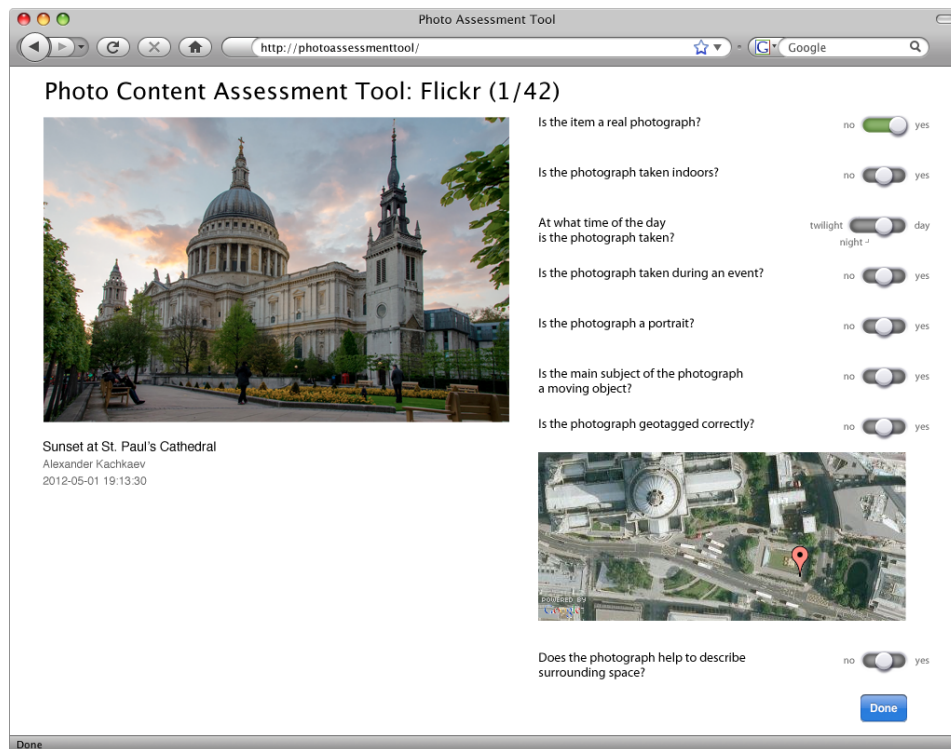 Photo Assessment Tool
http://photoassessmenttool/
G
Google
Photo Content Assessment Tool: Flickr (1/42)
Sunset at St. Paul's Cathedral
Alexander Kachkaev
2012-05-01 19:13:30
Is the item a real photograph?
no yes
Is the photograph taken indoors?
no yes
At what time of the day
is the photograph taken?
twilight day
night
Is the photograph taken during an event?
no yes
Is the photograph a portrait?
no yes
Is the main subject of the photograph
a moving object?
no yes
Is the photograph geotagged correctly?
no yes
POWERED BY
Google
Does the photograph help to describe
surrounding space?
no yes
Done
Done